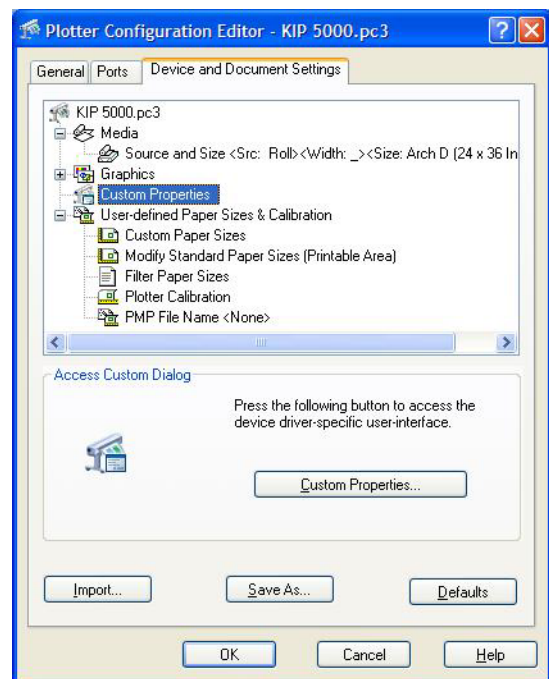 Plotter Configuration Editor - KIP 5000.pc3
General Ports Device and Document Settings
KIP 5000.pc3
Media
Source and Size <Src: Roll><Width: _><Size: Arch D (24 x 36 In
Graphics
Custom Properties
User-defined Paper Sizes & Calibration
Custom Paper Sizes
Modify Standard Paper Sizes (Printable Area)
Filter Paper Sizes
Plotter Calibration
PMP File Name <None>
Access Custom Dialog
Press the following button to access the
device driver-specific user-interface.
Custom Properties...
Import... Save As... Defaults
OK Cancel Help